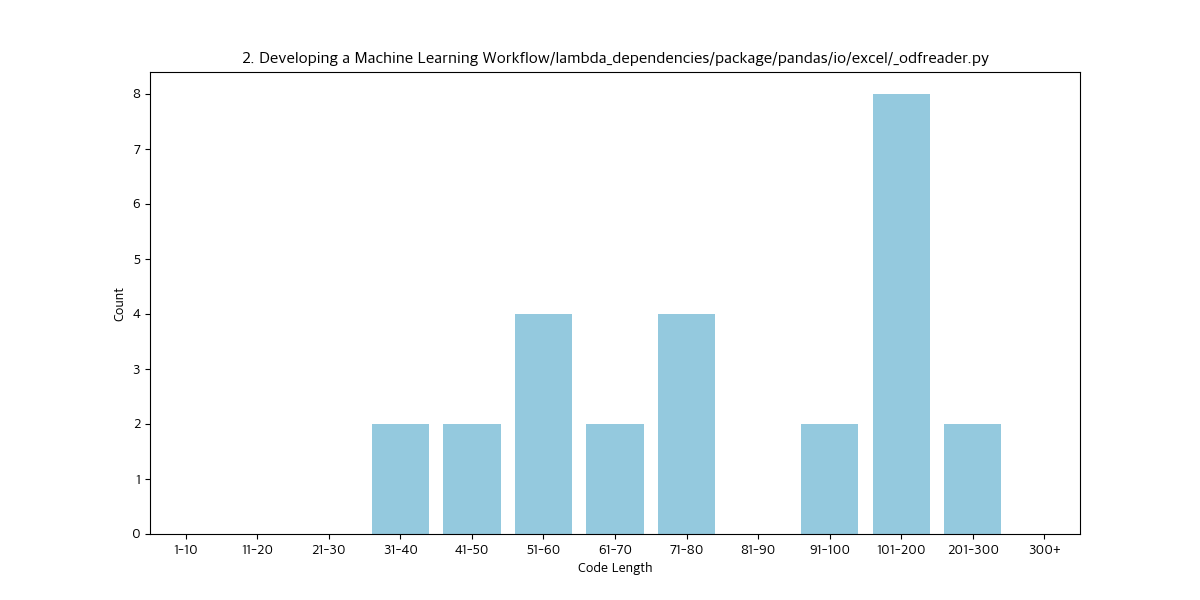 2. Developing a Machine Learning Workflow/lambda_dependencies/package/pandas/io/excel/_odfreader.py
8
7
6
5
4
3
2
1
0
Count
1-10 11-20 21-30 31-40 41-50 51-60 61-70 71-80 81-90 91-100 101-200 201-300 300+
Code Length